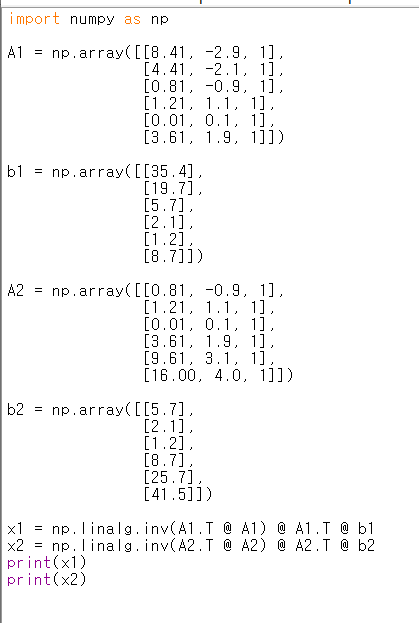 import numpy as np
A1 = np.array([[8.41, -2.9, 1],
[4.41, -2.1, 1],
[0.81, -0.9, 1],
[1.21, 1.1, 1],
[0.01, 0.1, 1],
[3.61, 1.9, 1]])
b1 = np.array([[35.4],
[19.7],
[5.7],
[2.1],
[1.2],
[8.7]])
A2 = np.array([[0.81, -0.9, 1],
[1.21, 1.1, 1],
[0.01, 0.1, 1],
[3.61, 1.9, 1],
[9.61, 3.1, 1],
[16.00, 4.0, 1]])
b2 = np.array([[5.7],
[2.1],
[1.2],
[8.7],
[25.7],
[41.5]])
x1 = np.linalg.inv(A1.T @ A1) @ A1.T @ b1
x2 = np.linalg.inv(A2.T @ A2) @ A2.T @ b2
print(x1)
print(x2)